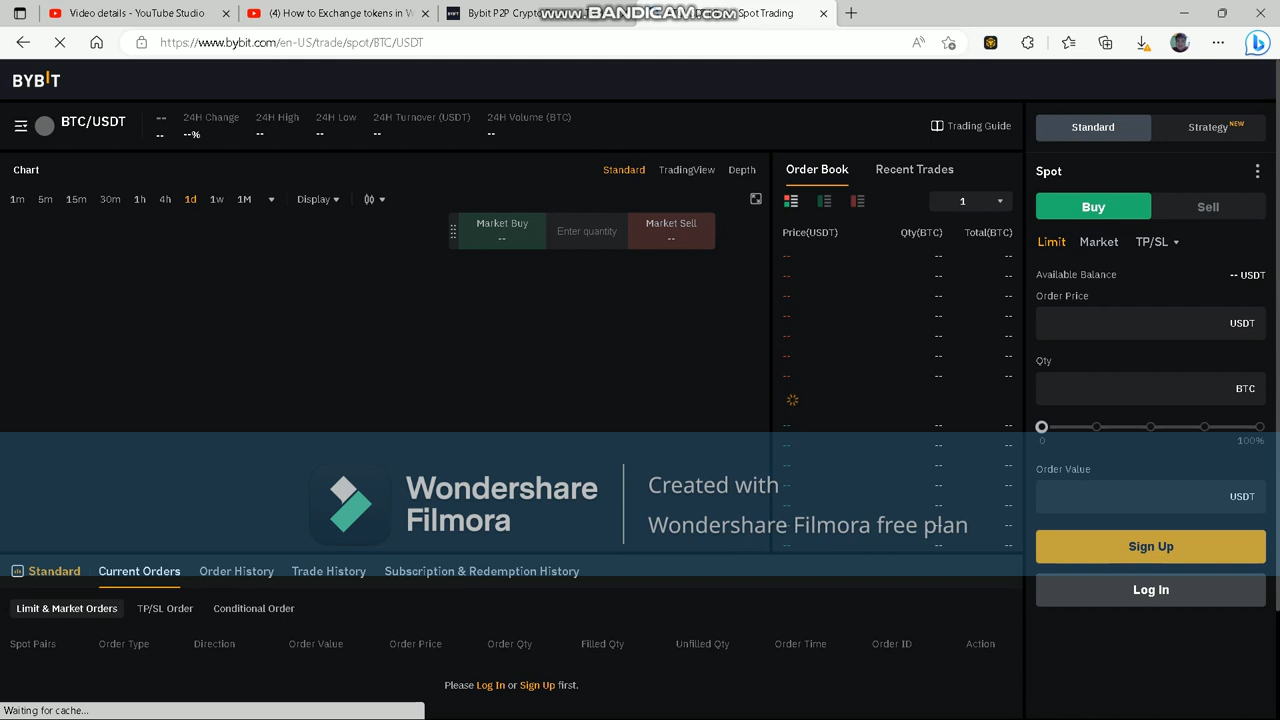 Video details - YouTube Studio
(4) How to Exchange tokens in W
Bybit P2P Crypto
Spot Trading
www.BANDICAM.com
https://www.bybit.com/en-US/trade/spot/BTC/USDT
BYBIT
BTC/USDT
--
--
24H Change
--%
24H High
--
24H Low
--
24H Turnover (USDT)
--
24H Volume (BTC)
--
Trading Guide
Standard
Strategy NEW
Chart
Standard
TradingView
Depth
1m 5m 15m 30m 1h 4h 1d 1w 1M
Display
Market Buy
--
Enter quantity
Market Sell
--
Order Book
Recent Trades
1
Price(USDT) Qty(BTC) Total(BTC)
-- -- --
-- -- --
-- -- --
-- -- --
-- -- --
-- -- --
-- -- --
-- -- --
-- -- --
-- -- --
-- -- --
-- -- --
-- -- --
-- -- --
Spot
Buy
Sell
Limit Market TP/SL
Available Balance -- USDT
Order Price
USDT
Qty
BTC
0 100%
Order Value
USDT
Sign Up
Log In
Wondershare
Filmora
Created with
Wondershare Filmora free plan
Standard
Current Orders
Order History
Trade History
Subscription & Redemption History
Limit & Market Orders
TP/SL Order
Conditional Order
Spot Pairs Order Type Direction Order Value Order Price Order Qty Filled Qty Unfilled Qty Order Time Order ID Action
Please Log In or Sign Up first.
Waiting for cache...